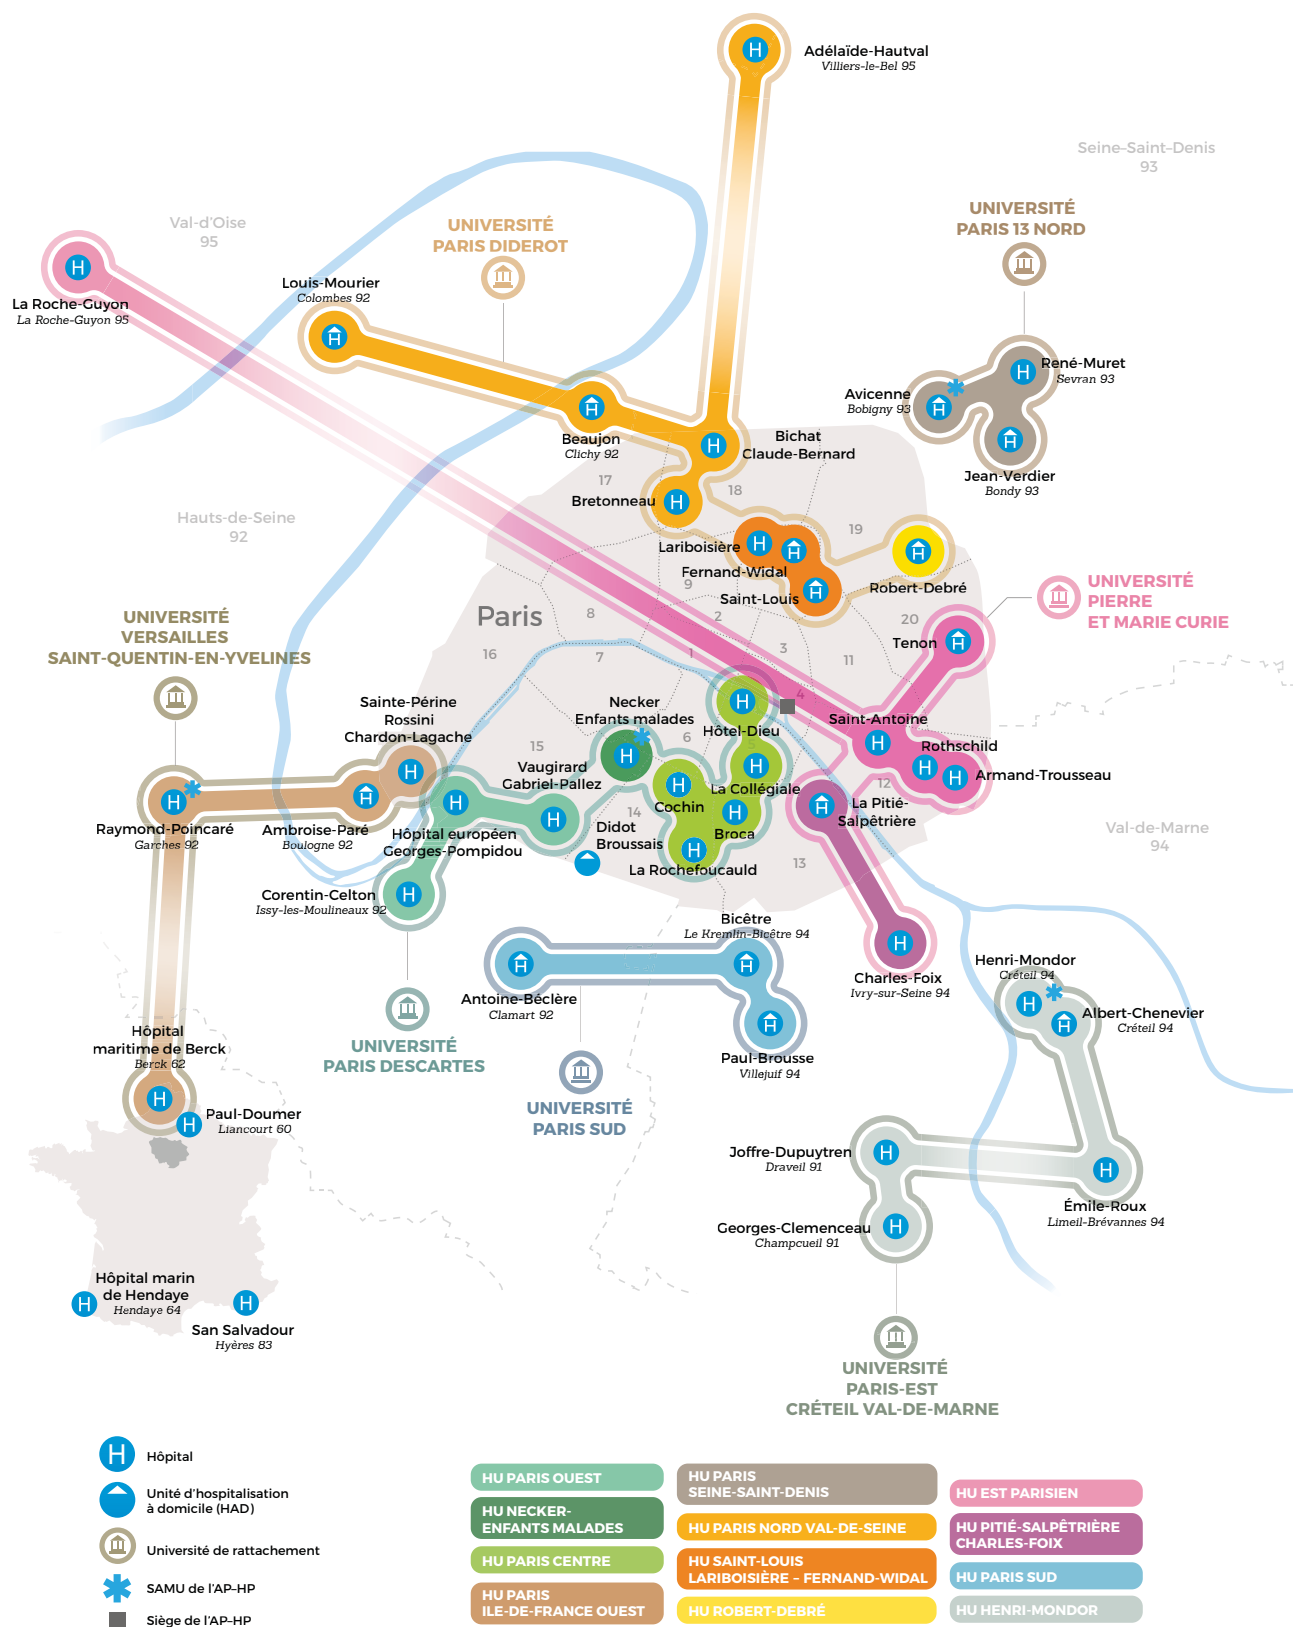 Adélaïde-Hautval
Villiers-le-Bel 95
Seine-Saint-Denis
93
Val-d'Oise
95
UNIVERSITÉ
PARIS DIDEROT
UNIVERSITÉ
PARIS 13 NORD
H
La Roche-Guyon
La Roche-Guyon 95
Louis-Mourier
Colombes 92
René-Muret
Sevran 93
Avicenne
Bobigny 93
Jean-Verdier
Bondy 93
Beaujon
Clichy 92
Bichat
Claude-Bernard
17
18
Bretonneau
Hauts-de-Seine
92
19
Lariboisière
Fernand-Widal
9
Saint-Louis
Robert-Debré
UNIVERSITÉ
PIERRE
ET MARIE CURIE
UNIVERSITÉ
VERSAILLES
SAINT-QUENTIN-EN-YVELINES
Paris
8
2
20
Tenon
16
7
1
3
11
4
Sainte-Périne
Rossini
Chardon-Lagache
Necker
Enfants malades
Hôtel-Dieu
Saint-Antoine
Rothschild
Armand-Trousseau
15
6
5
12
Vaugirard
Gabriel-Pallez
La Collégiale
Cochin
La Pitié-
Salpêtrière
14
Broca
Didot
Broussais
La Rochefoucauld
13
Raymond-Poincaré
Garches 92
Ambroise-Paré
Boulogne 92
Hôpital européen
Georges-Pompidou
Val-de-Marne
94
Corentin-Celton
Issy-les-Moulineaux 92
Bicêtre
Le Kremlin-Bicêtre 94
Antoine-Béclère
Clamart 92
Charles-Foix
Ivry-sur-Seine 94
Henri-Mondor
Créteil 94
Albert-Chenevier
Créteil 94
Hôpital
maritime de Berck
Berck 62
UNIVERSITÉ
PARIS DESCARTES
Paul-Brousse
Villejuif 94
UNIVERSITÉ
PARIS SUD
Paul-Doumer
Liancourt 60
Joffre-Dupuytren
Draveil 91
Georges-Clemenceau
Champcueil 91
Émile-Roux
Limeil-Brévannes 94
Hôpital marin
de Hendaye
Hendaye 64
San Salvadour
Hyères 83
UNIVERSITÉ
PARIS-EST
CRÉTEIL VAL-DE-MARNE
H Hôpital
Unité d'hospitalisation
à domicile (HAD)
Université de rattachement
SAMU de l'AP-HP
Siège de l'AP-HP
HU PARIS OUEST
HU NECKER-
ENFANTS MALADES
HU PARIS CENTRE
HU PARIS
ILE-DE-FRANCE OUEST
HU PARIS
SEINE-SAINT-DENIS
HU PARIS NORD VAL-DE-SEINE
HU SAINT-LOUIS
LARIBOISIÈRE – FERNAND-WIDAL
HU ROBERT-DEBRÉ
HU EST PARISIEN
HU PITIÉ-SALPÊTRIÈRE
CHARLES-FOIX
HU PARIS SUD
HU HENRI-MONDOR